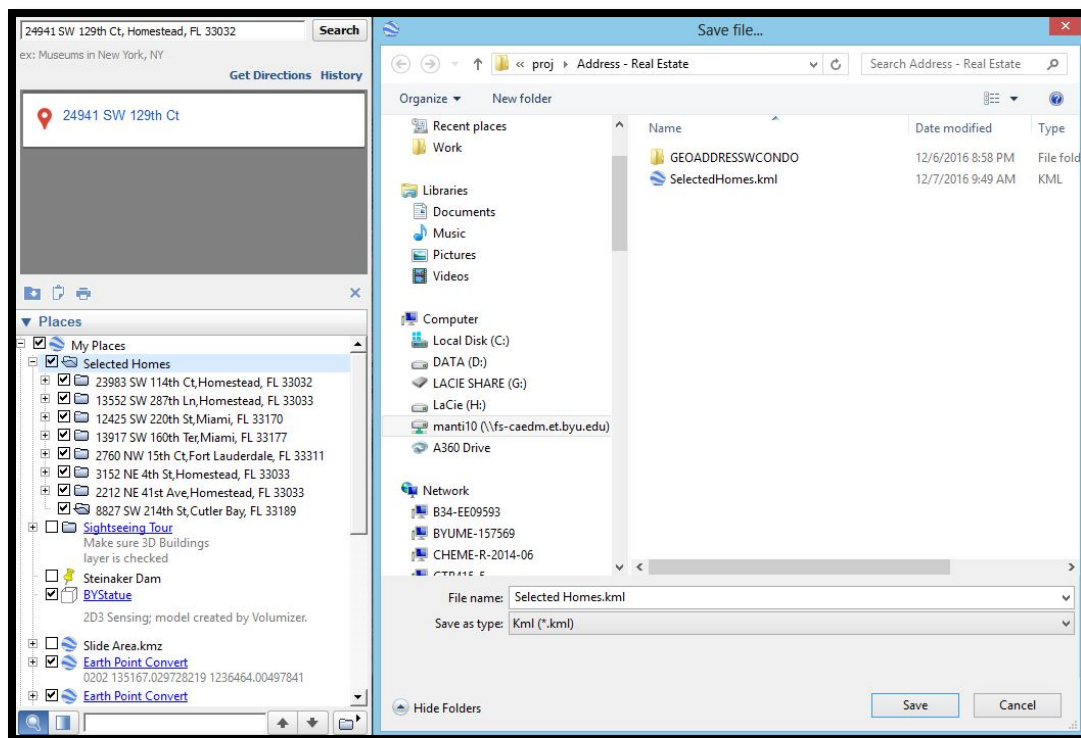 24941 SW 129th Ct, Homestead, FL 33032
Search
ex: Museums in New York, NY
Get Directions History
24941 SW 129th Ct
Places
My Places
Selected Homes
23983 SW 114th Ct,Homestead, FL 33032
13552 SW 287th Ln,Homestead, FL 33033
12425 SW 220th St,Miami, FL 33170
13917 SW 160th Ter,Miami, FL 33177
2760 NW 15th Ct,Fort Lauderdale, FL 33311
3152 NE 4th St,Homestead, FL 33033
2212 NE 41st Ave,Homestead, FL 33033
8827 SW 214th St,Cutler Bay, FL 33189
Sightseeing Tour
Make sure 3D Buildings
layer is checked
Steinaker Dam
BYStatue
2D3 Sensing; model created by Volumizer.
Slide Area.kmz
Earth Point Convert
0202 135167.029728219 1236464.00497841
Earth Point Convert
Save file...
« proj Address - Real Estate
Search Address - Real Estate
Organize New folder
Recent places
Work
Libraries
Documents
Music
Pictures
Videos
Computer
Local Disk (C:)
DATA (D:)
LACIE SHARE (G:)
LaCie (H:)
manti10 (\\fs-caedm.et.byu.edu)
A360 Drive
Network
B34-EE09593
BYUME-157569
CHEME-R-2014-06
Name Date modified Type
GEOADDRESSWCONDO 12/6/2016 8:58 PM File fold
SelectedHomes.kml 12/7/2016 9:49 AM KML
File name: Selected Homes.kml
Save as type: Kml (*.kml)
Hide Folders
Save
Cancel